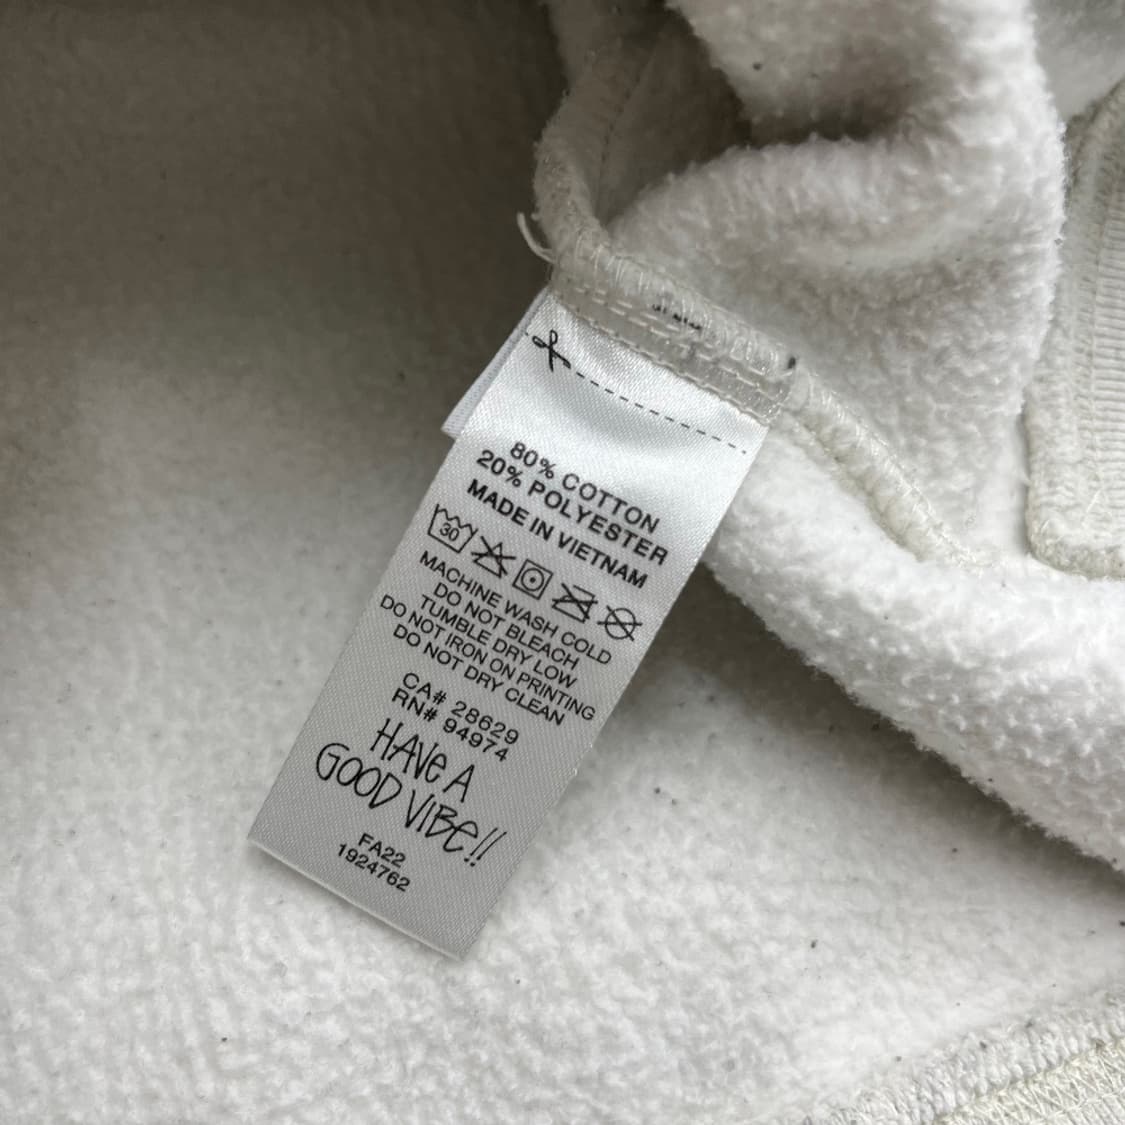 80% COTTON
20% POLYESTER
MADE IN VIETNAM
30
MACHINE WASH COLD
DO NOT BLEACH
TUMBLE DRY LOW
DO NOT IRON ON PRINTING
DO NOT DRY CLEAN
CA# 28629
RN# 94974
HAVE A
GOOD VIBE!!
FA22
1924762